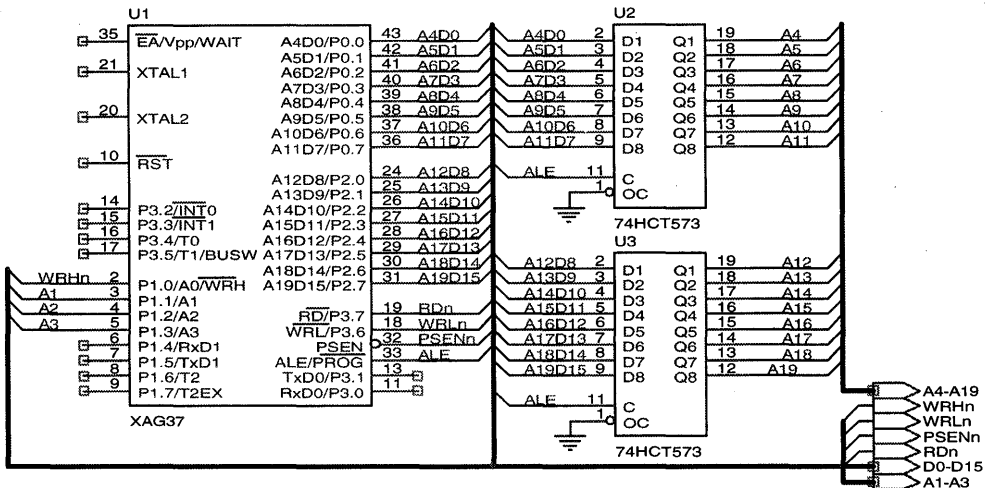 U1
35 EA/Vpp/WAIT
21 XTAL1
20 XTAL2
10 RST
14 P3.2/INT0
15 P3.3/INT1
16 P3.4/T0
17 P3.5/T1/BUSW
WRHn 2 P1.0/A0/WRH
A1 3 P1.1/A1
A2 4 P1.2/A2
A3 5 P1.3/A3
6 P1.4/RxD1
7 P1.5/TxD1
8 P1.6/T2
9 P1.7/T2EX
A4D0/P0.0 43 A4D0
A5D1/P0.1 42 A5D1
A6D2/P0.2 41 A6D2
A7D3/P0.3 40 A7D3
A8D4/P0.4 39 A8D4
A9D5/P0.5 38 A9D5
A10D6/P0.6 37 A10D6
A11D7/P0.7 36 A11D7
A12D8/P2.0 24 A12D8
A13D9/P2.1 25 A13D9
A14D10/P2.2 26 A14D10
A15D11/P2.3 27 A15D11
A16D12/P2.4 28 A16D12
A17D13/P2.5 29 A17D13
A18D14/P2.6 30 A18D14
A19D15/P2.7 31 A19D15
RD/P3.7 19 RDn
WRL/P3.6 18 WRLn
PSEN 32 PSENn
ALE/PROG 33 ALE
TxD0/P3.1 13
RxD0/P3.0 11
XAG37
U2
A4D0 2 D1 Q1 19 A4
A5D1 3 D2 Q2 18 A5
A6D2 4 D3 Q3 17 A6
A7D3 5 D4 Q4 16 A7
A8D4 6 D5 Q5 15 A8
A9D5 7 D6 Q6 14 A9
A10D6 8 D7 Q7 13 A10
A11D7 9 D8 Q8 12 A11
ALE 11 C
1 OC
74HCT573
U3
A12D8 2 D1 Q1 19 A12
A13D9 3 D2 Q2 18 A13
A14D10 4 D3 Q3 17 A14
A15D11 5 D4 Q4 16 A15
A16D12 6 D5 Q5 15 A16
A17D13 7 D6 Q6 14 A17
A18D14 8 D7 Q7 13 A18
A19D15 9 D8 Q8 12 A19
ALE 11 C
1 OC
74HCT573
A4-A19
WRHn
WRLn
PSENn
RDn
D0-D15
A1-A3